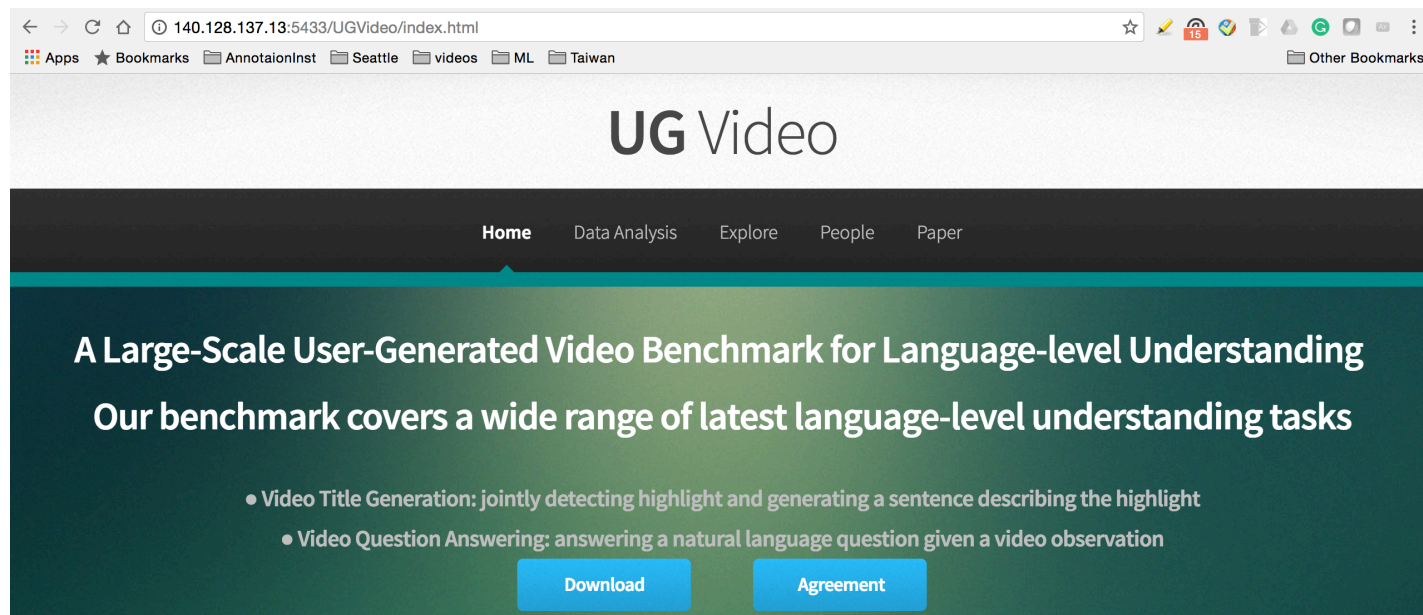 140.128.137.13:5433/UGVideo/index.html
15
Apps Bookmarks AnnotaionInst Seattle videos ML Taiwan Other Bookmarks
UG Video
Home Data Analysis Explore People Paper
A Large-Scale User-Generated Video Benchmark for Language-level Understanding
Our benchmark covers a wide range of latest language-level understanding tasks
● Video Title Generation: jointly detecting highlight and generating a sentence describing the highlight
● Video Question Answering: answering a natural language question given a video observation
Download Agreement